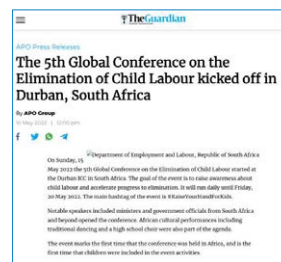 TheGuardian
APO Press Releases
The 5th Global Conference on the
Elimination of Child Labour kicked off in
Durban, South Africa
By APO Group
May 2022 | 12:00 pm
Department of Employment and Labour, Republic of South Africa
On Sunday, 15
May 2022 the 5th Global Conference on the Elimination of Child Labour started at
the Durban ICC in South Africa. The goal of the event is to raise awareness about
child labour and accelerate progress to elimination. It will run daily until Friday,
20 May 2022. The main hashtag of the event is #RaiseYourHandForKids.
Notable speakers included ministers and government officials from South Africa
and beyond opened the conference. African cultural performances including
traditional dancing and a high school choir were also part of the agenda.
The event marks the first time that the conference was held in Africa, and is the
first time that children were included in the event activities.